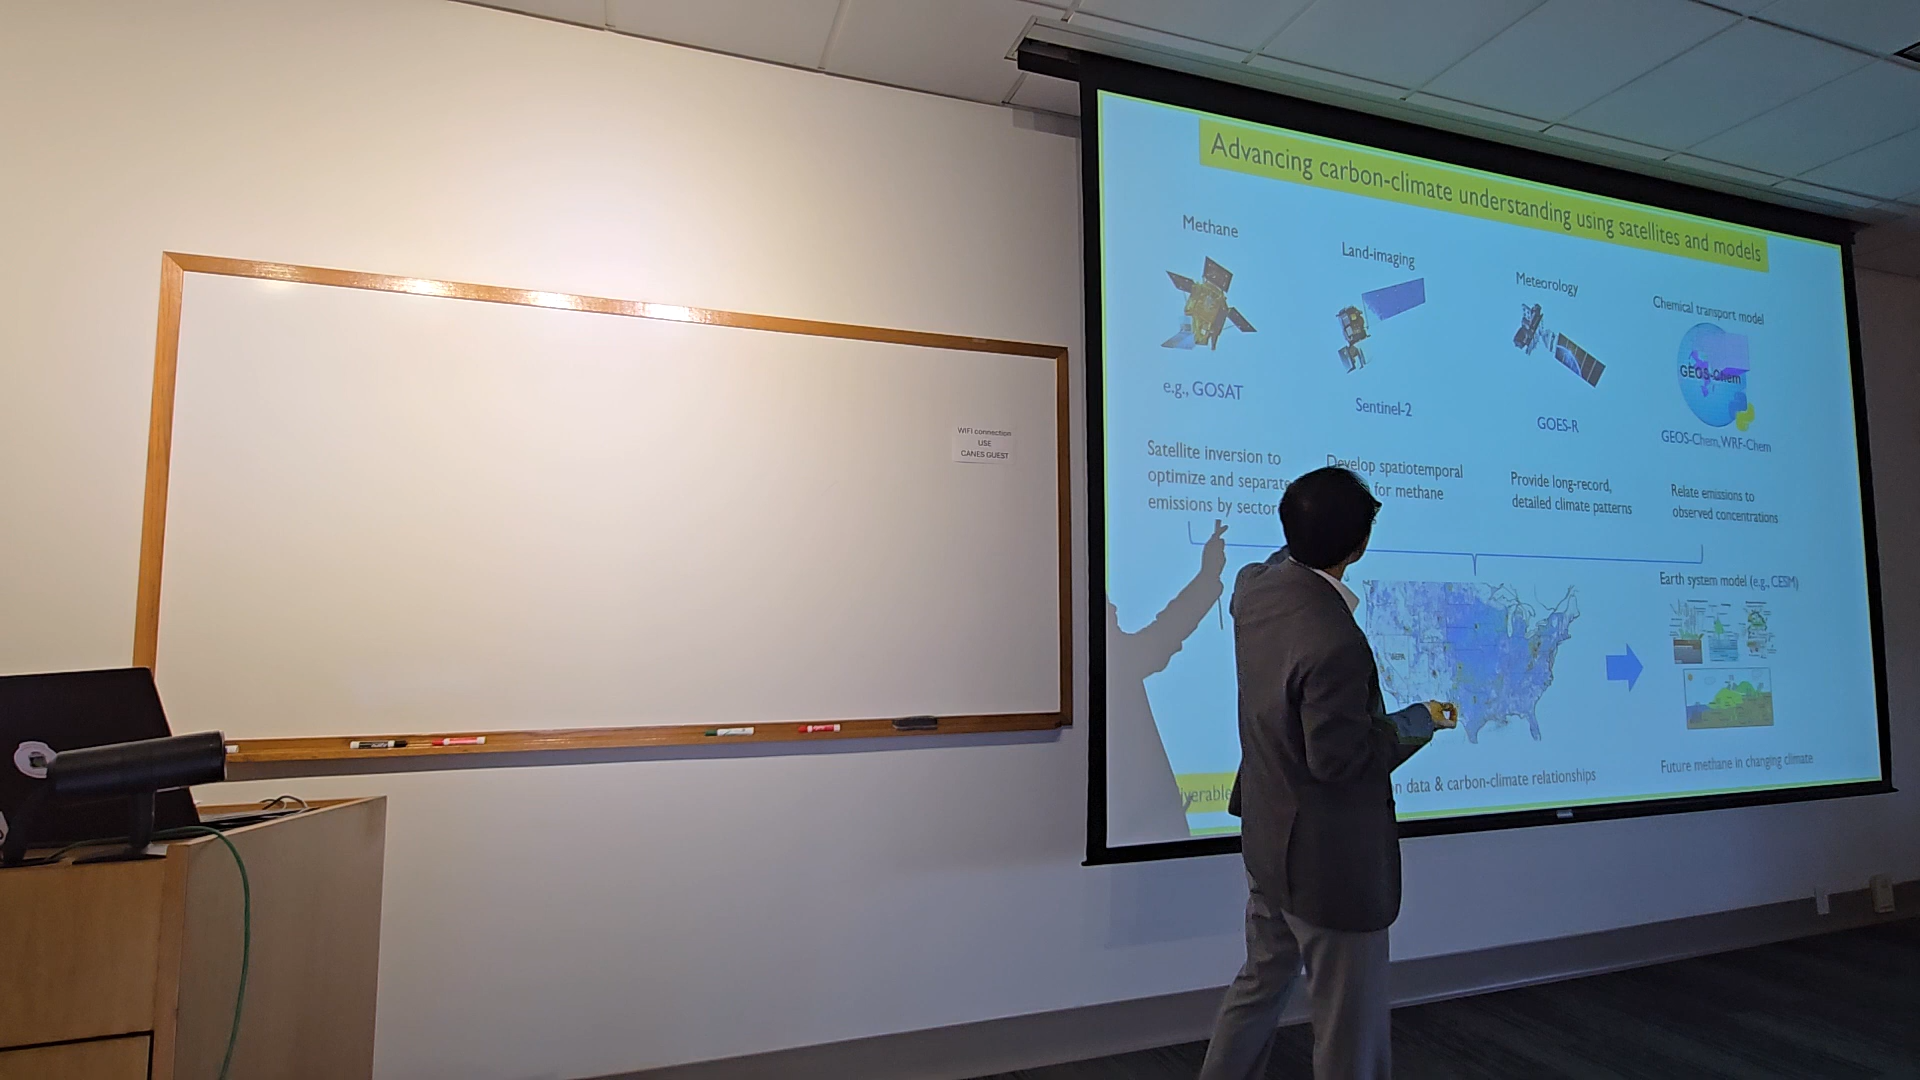 Advancing carbon-climate understanding using satellites and models
Methane
Land-imaging
Meteorology
Chemical transport model
GEOS-Chem
e.g., GOSAT
Sentinel-2
GOES-R
GEOS-Chem, WRF-Chem
Satellite inversion to
optimize and separate
emissions by sector
Develop spatiotemporal
for methane
Provide long-record,
detailed climate patterns
Relate emissions to
observed concentrations
Earth system model (e.g., CESM)
data & carbon-climate relationships
Future methane in changing climate
WIFI connection
USE
CANES GUEST